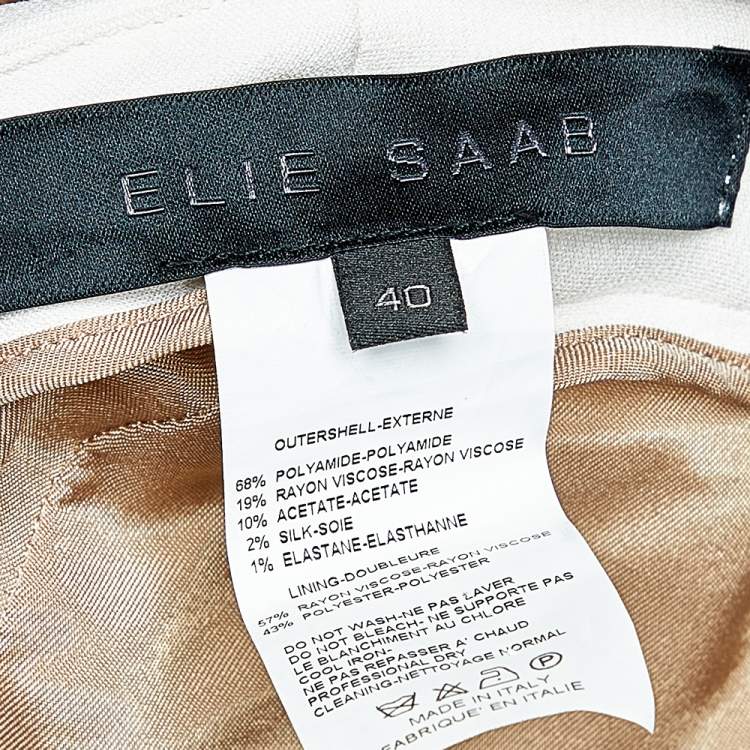 ELIE SAAB
40
OUTERSHELL-EXTERNE
68% POLYAMIDE-POLYAMIDE
19% RAYON VISCOSE-RAYON VISCOSE
10% ACETATE-ACETATE
2% SILK-SOIE
1% ELASTANE-ELASTHANNE
LINING-DOUBLEURE
57% RAYON VISCOSE-RAYON VISCOSE
43% POLYESTER-POLYESTER
DO NOT WASH-NE PAS LAVER
DO NOT BLEACH- NE SUPPORTE PAS
LE BLANCHIMENT AU CHLORE
COOL IRON-
NE PAS REPASSER A' CHAUD
PROFESSIONAL DRY
CLEANING-NETTOYAGE NORMAL
P
MADE IN ITALY
FABRIQUE' EN ITALIE